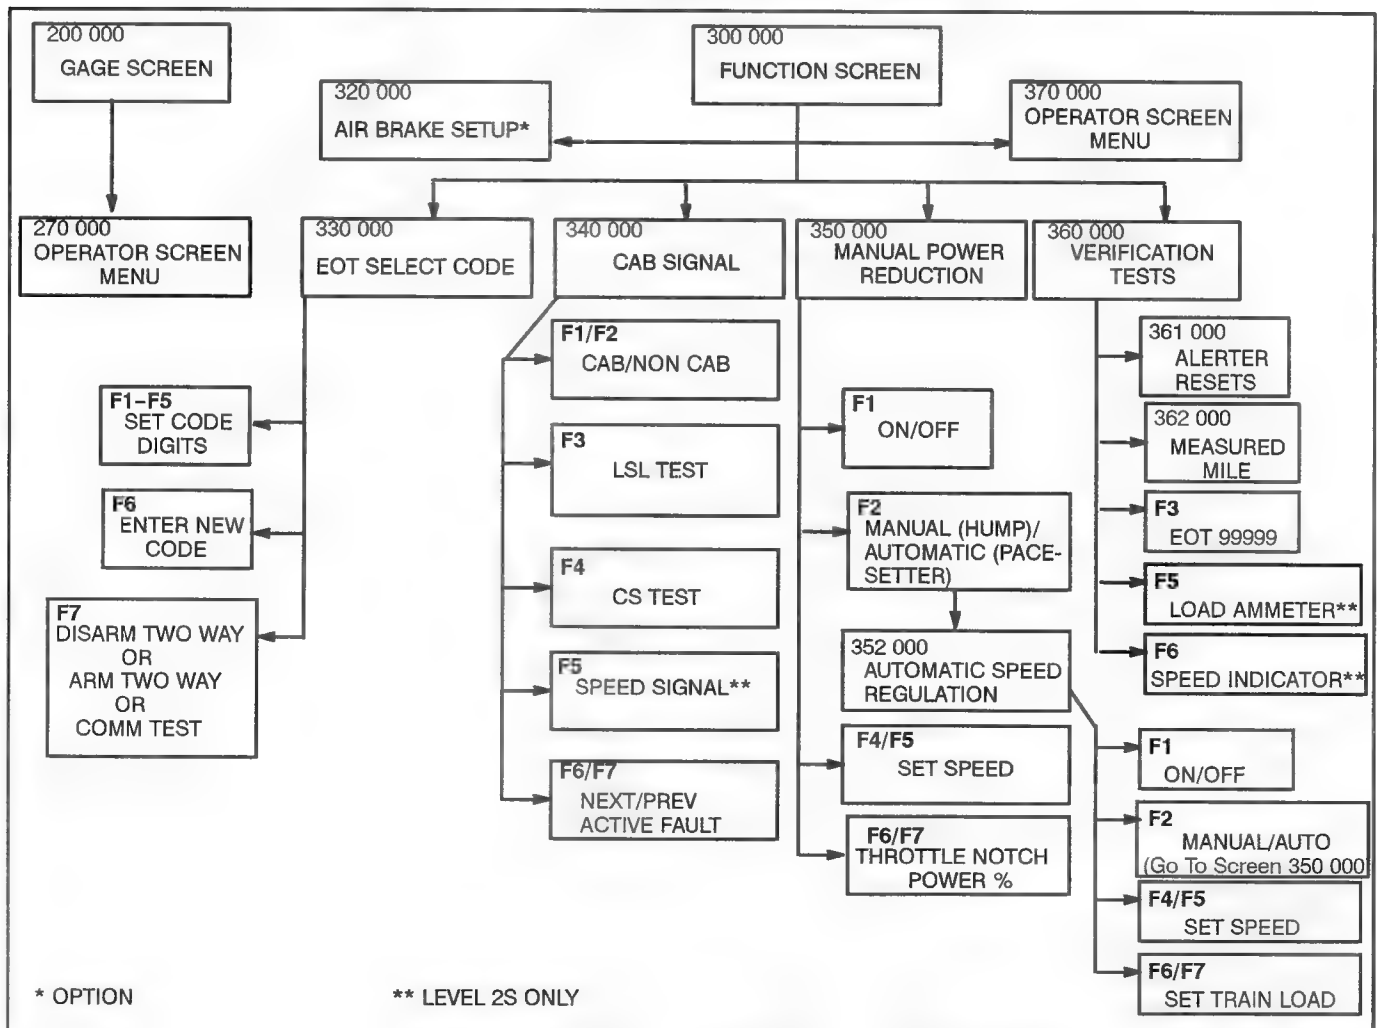 200 000
GAGE SCREEN
300 000
FUNCTION SCREEN
320 000
AIR BRAKE SETUP*
370 000
OPERATOR SCREEN
MENU
270 000
OPERATOR SCREEN
MENU
330 000
EOT SELECT CODE
340 000
CAB SIGNAL
350 000
MANUAL POWER
REDUCTION
360 000
VERIFICATION
TESTS
F1-F5
SET CODE
DIGITS
F6
ENTER NEW
CODE
F7
DISARM TWO WAY
OR
ARM TWO WAY
OR
COMM TEST
F1/F2
CAB/NON CAB
F3
LSL TEST
F4
CS TEST
F5
SPEED SIGNAL**
F6/F7
NEXT/PREV
ACTIVE FAULT
F1
ON/OFF
F2
MANUAL (HUMP)/
AUTOMATIC (PACE-
SETTER)
352 000
AUTOMATIC SPEED
REGULATION
F4/F5
SET SPEED
F6/F7
THROTTLE NOTCH
POWER %
361 000
ALERTER
RESETS
362 000
MEASURED
MILE
F3
EOT 99999
F5
LOAD AMMETER**
F6
SPEED INDICATOR**
F1
ON/OFF
F2
MANUAL/AUTO
(Go To Screen 350 000)
F4/F5
SET SPEED
F6/F7
SET TRAIN LOAD
* OPTION
** LEVEL 2S ONLY